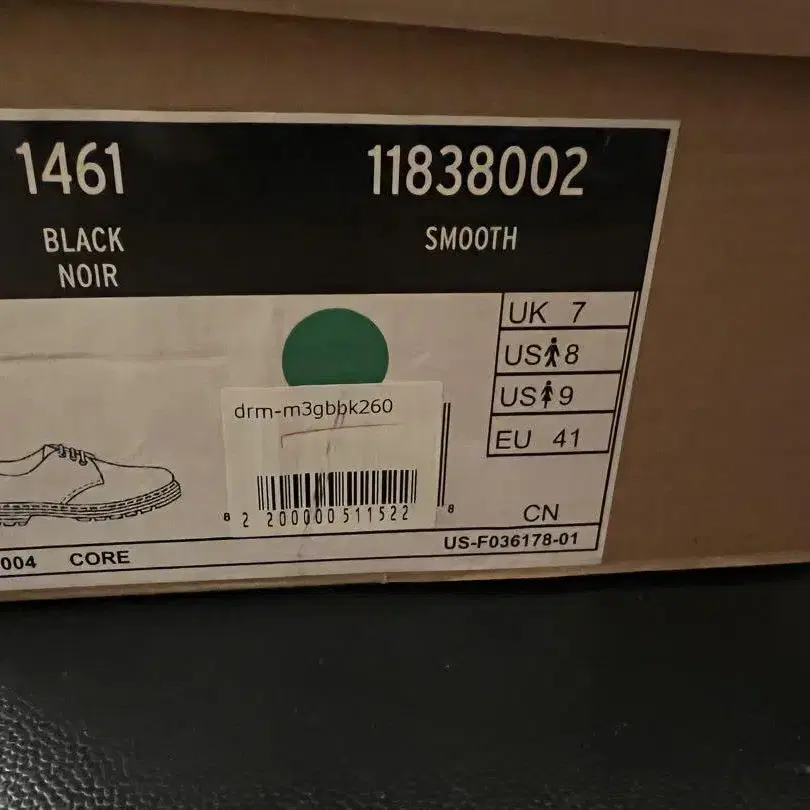 1461
11838002
BLACK
NOIR
SMOOTH
UK 7
US 8
US 9
EU 41
drm-m3gbbk260
8 2 200000 511522 8
CN
004 CORE
US-F036178-01